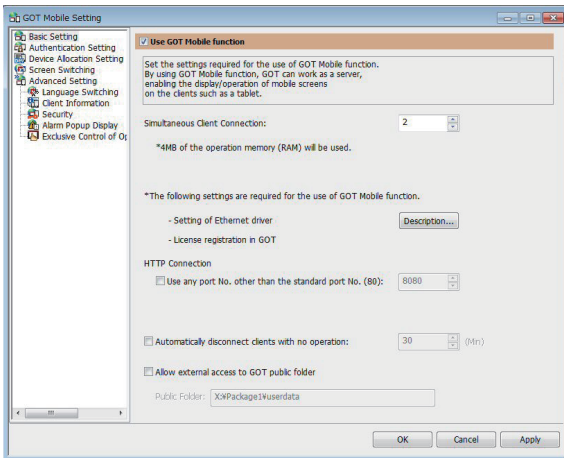 GOT Mobile Setting
Basic Setting
Authentication Setting
Device Allocation Setting
Screen Switching
Advanced Setting
Language Switching
Client Information
Security
Alarm Popup Display
Exclusive Control of Op
Use GOT Mobile function
Set the settings required for the use of GOT Mobile function.
By using GOT Mobile function, GOT can work as a server,
enabling the display/operation of mobile screens
on the clients such as a tablet.
Simultaneous Client Connection: 2
*4MB of the operation memory (RAM) will be used.
*The following settings are required for the use of GOT Mobile function.
- Setting of Ethernet driver Description...
- License registration in GOT
HTTP Connection
Use any port No. other than the standard port No. (80): 8080
Automatically disconnect clients with no operation: 30 (Min)
Allow external access to GOT public folder
Public Folder: X:¥Package1¥userdata
OK Cancel Apply